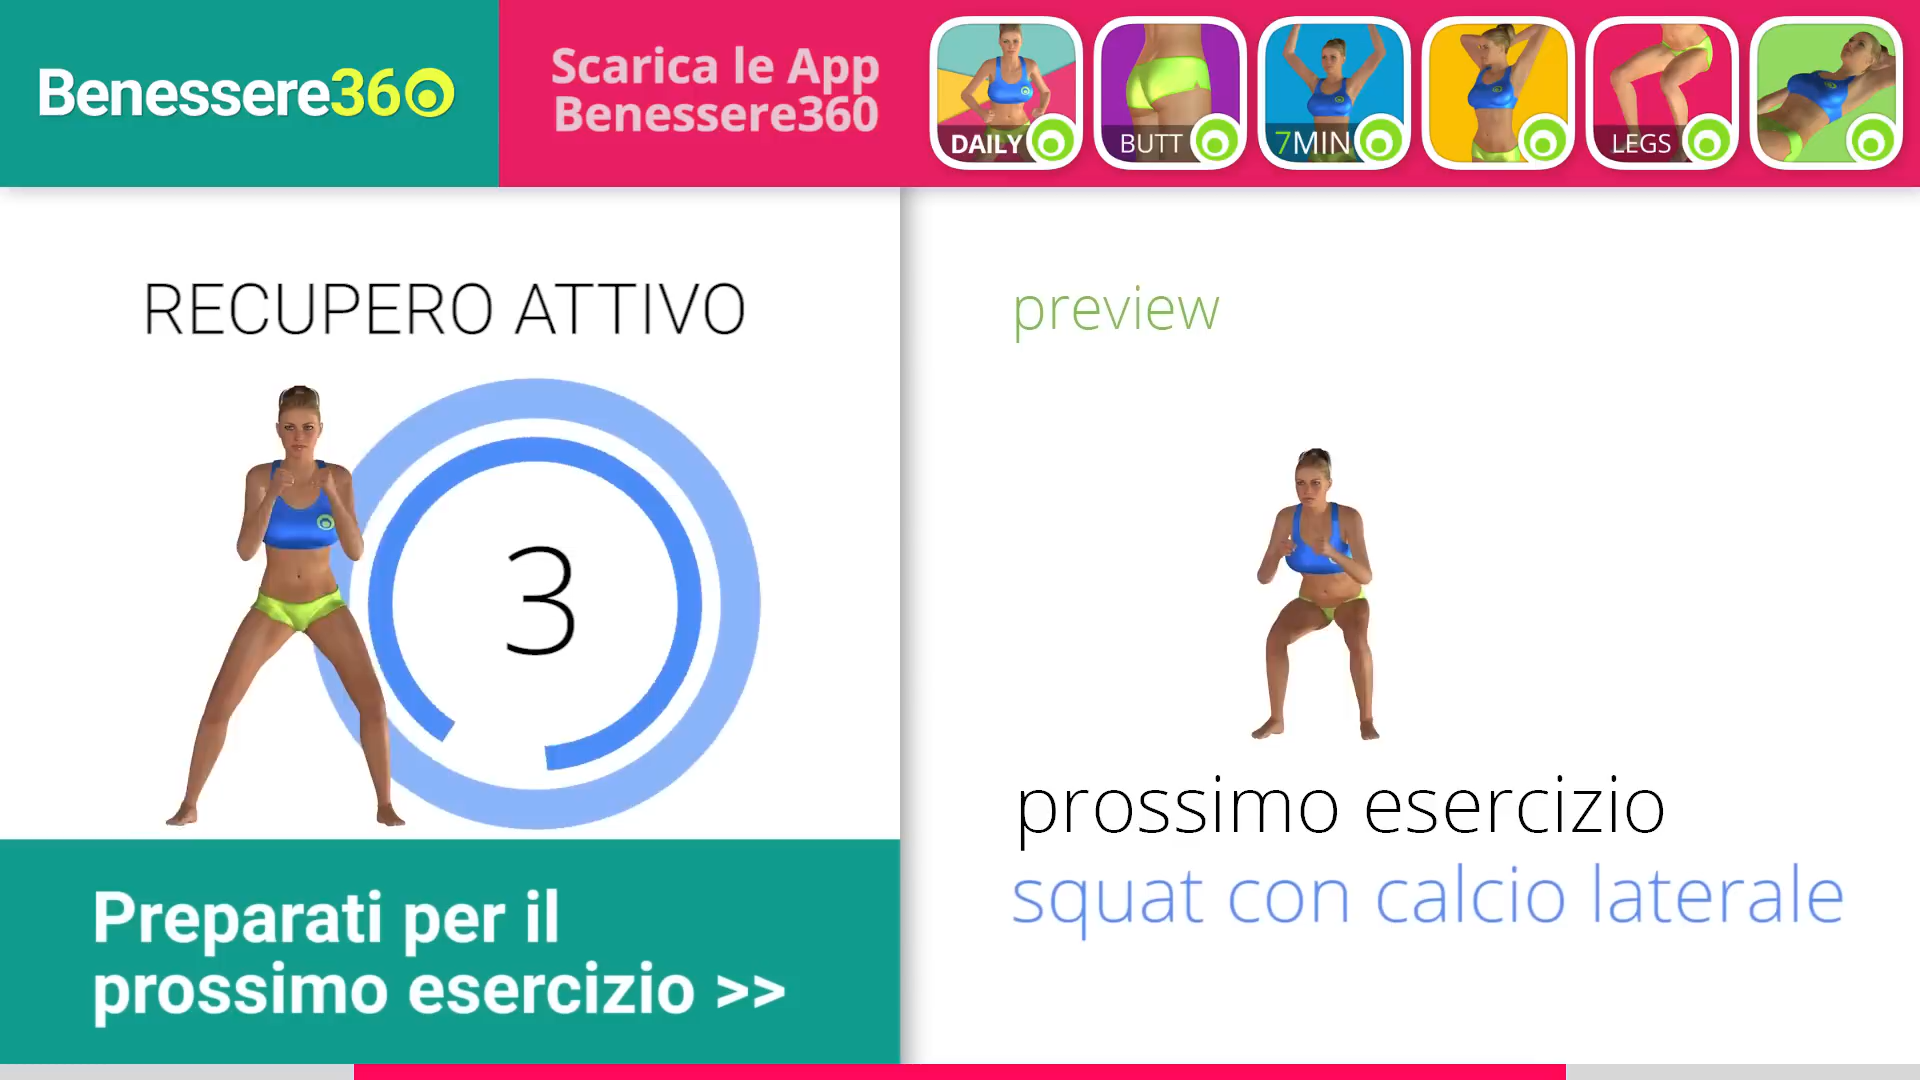 Benessere360
Scarica le App
Benessere360
DAILY
BUTT
7MIN
LEGS
RECUPERO ATTIVO
3
preview
prossimo esercizio
squat con calcio laterale
Preparati per il
prossimo esercizio >>